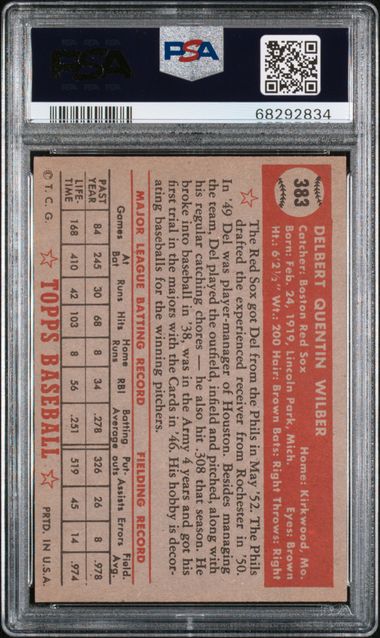 PSA
PSA
68292834
383
DELBERT QUENTIN WILBER
Catcher: Boston Red Sox Home: Kirkwood, Mo.
Born: Feb. 24, 1919, Lincoln Park, Mich. Eyes: Brown
Ht.: 6'2½" Wt.: 200 Hair: Brown Bats: Right Throws: Right
The Red Sox got Del from the Phils in May '52. The Phils
drafted the experienced receiver from Rochester in '50.
In '49 Del was player-manager of Houston. Besides managing
the team, Del played the outfield, infield and pitched, along with
his regular catching chores — he also hit .308 that season. He
broke into baseball in '38, was in the Army 4 years and got his
first trial in the majors with the Cards in '46. His hobby is decor-
ating baseballs for the winning pitchers.
MAJOR LEAGUE BATTING RECORD FIELDING RECORD
Games At Bat Runs Hits Home Runs RBI Batting Average Put-outs Assists Errors Field. Avg.
PAST YEAR 84 245 30 68 8 34 .278 326 26 8 .978
LIFE-TIME 168 410 42 103 8 56 .251 519 45 14 .974
© T. C. G. TOPPS BASEBALL PRTD. IN U.S.A.